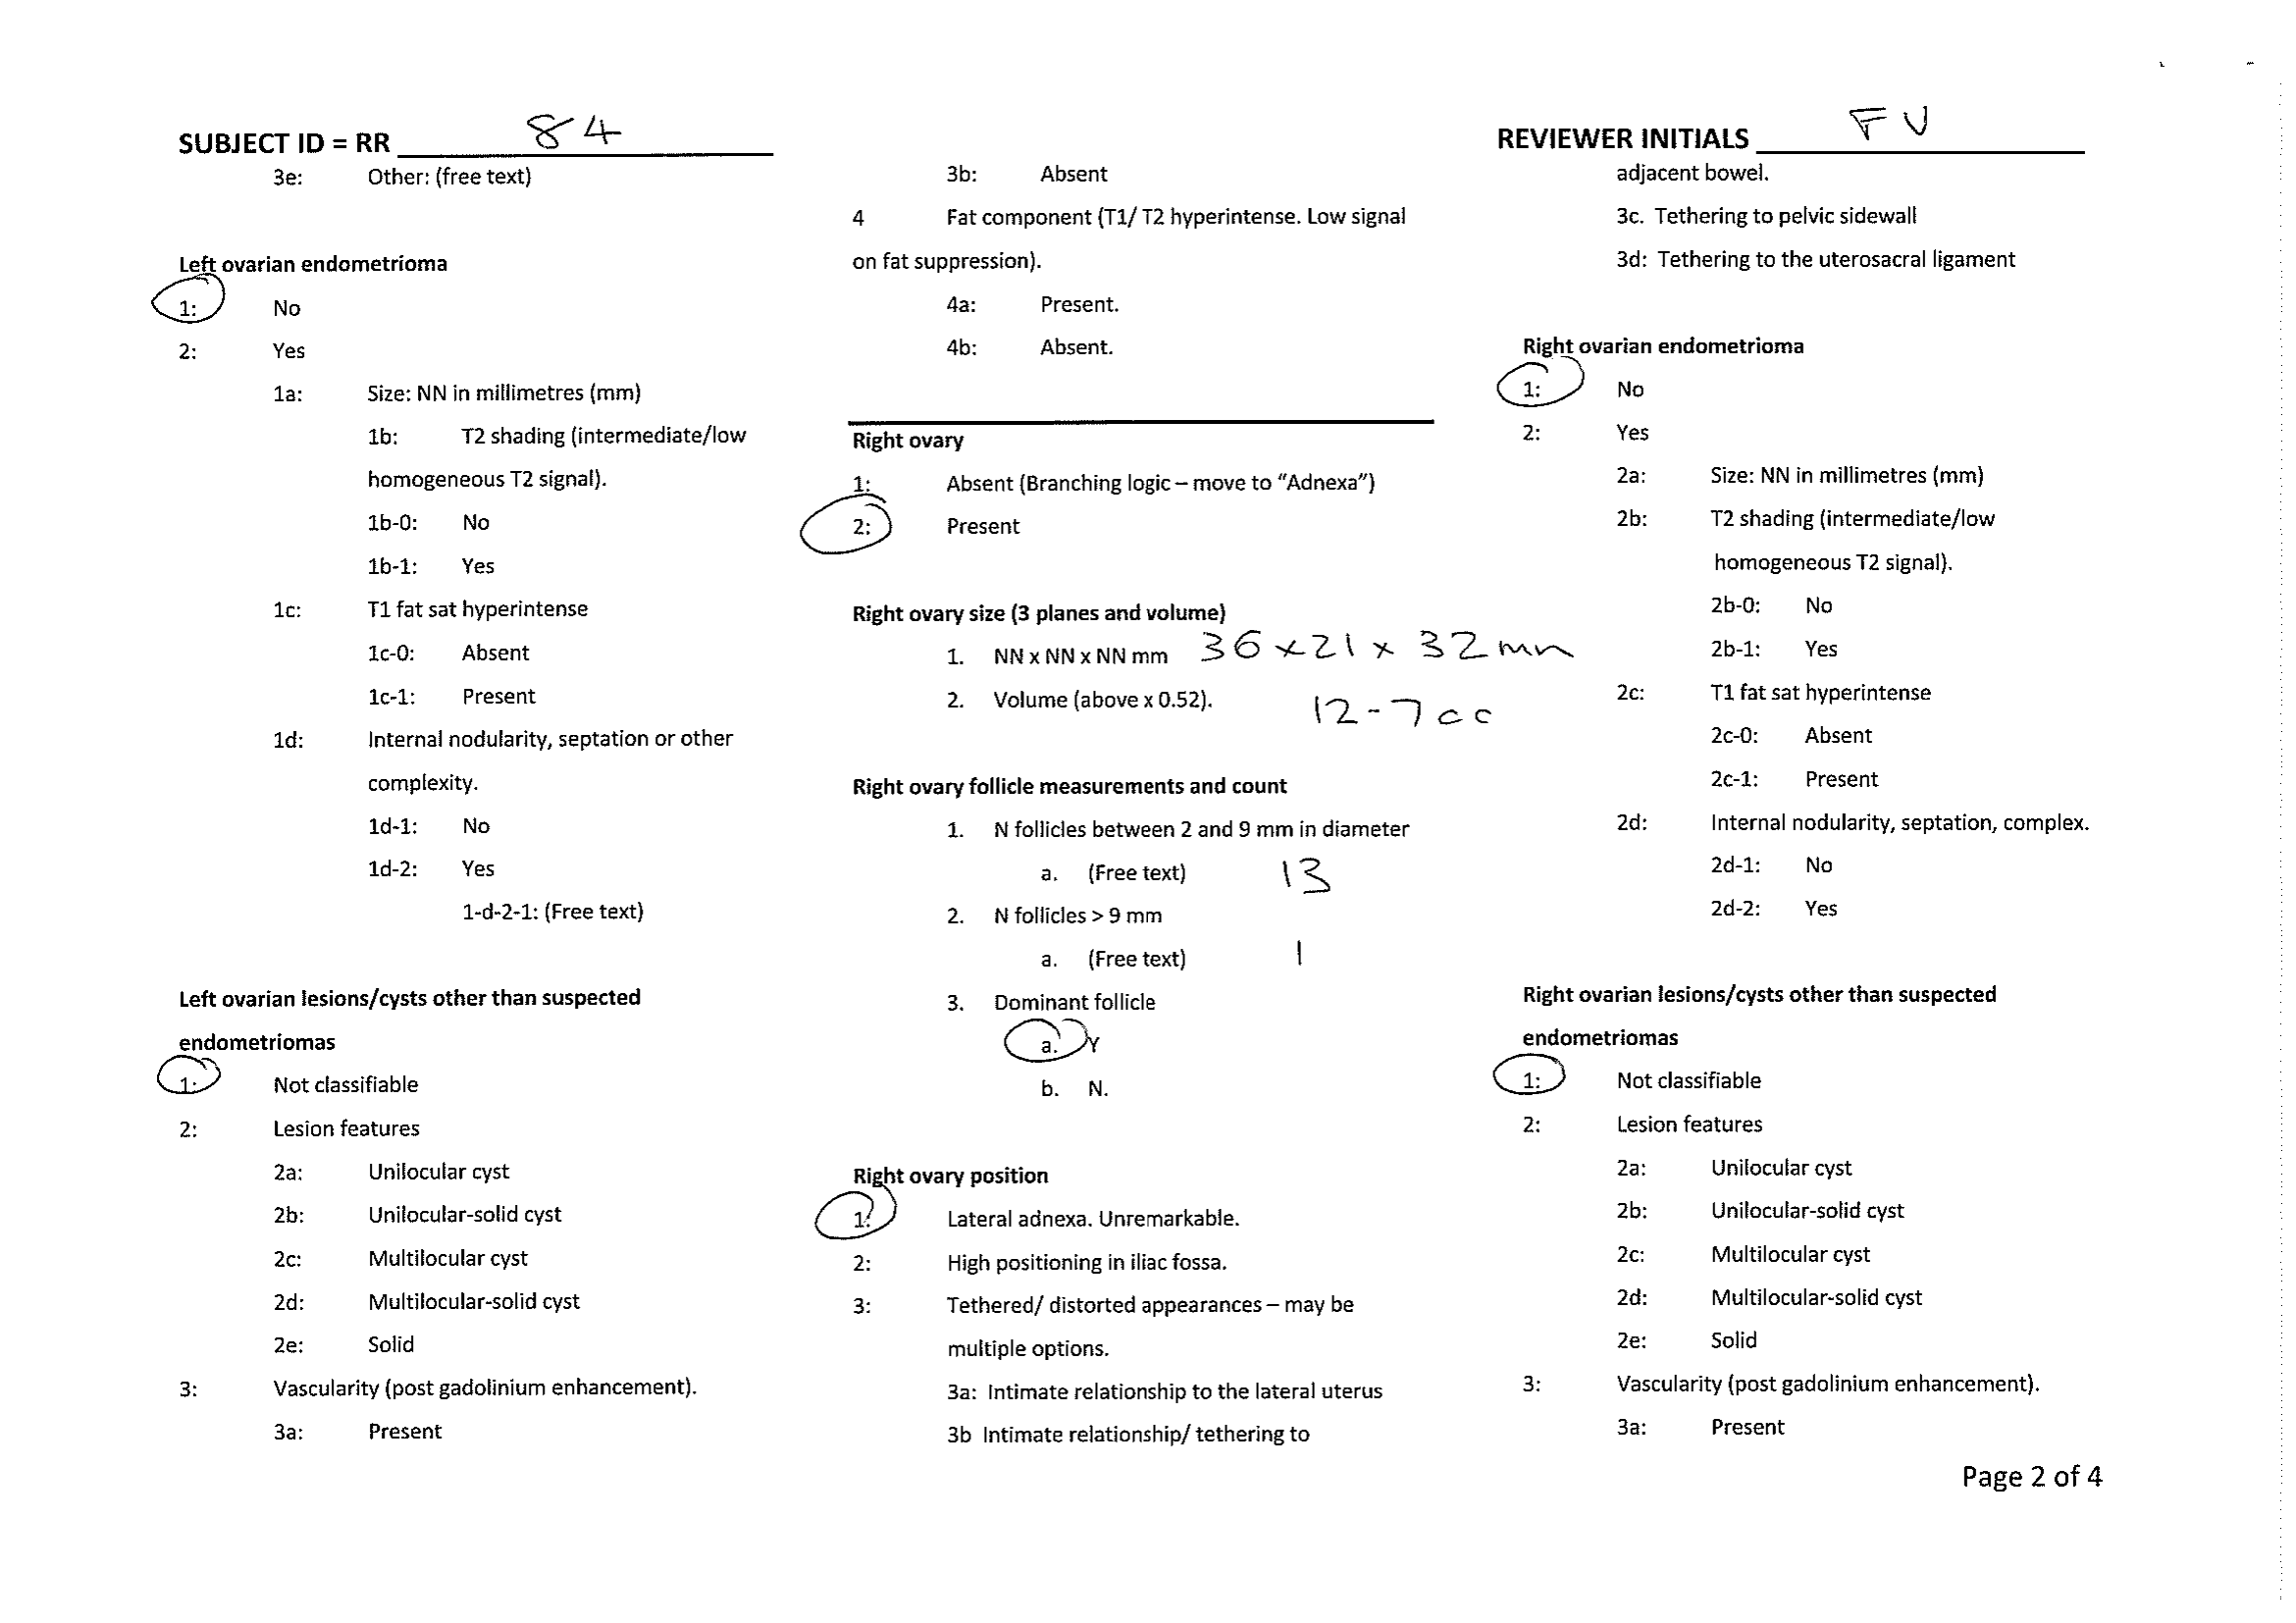 SUBJECT ID = RR 84
REVIEWER INITIALS FV
3e: Other: (free text)
Left ovarian endometrioma
1: No
2: Yes
1a: Size: NN in millimetres (mm)
1b: T2 shading (intermediate/low
homogeneous T2 signal).
1b-0: No
1b-1: Yes
1c: T1 fat sat hyperintense
1c-0: Absent
1c-1: Present
1d: Internal nodularity, septation or other
complexity.
1d-1: No
1d-2: Yes
1-d-2-1: (Free text)
Left ovarian lesions/cysts other than suspected
endometriomas
1: Not classifiable
2: Lesion features
2a: Unilocular cyst
2b: Unilocular-solid cyst
2c: Multilocular cyst
2d: Multilocular-solid cyst
2e: Solid
3: Vascularity (post gadolinium enhancement).
3a: Present
3b: Absent
4 Fat component (T1/ T2 hyperintense. Low signal
on fat suppression).
4a: Present.
4b: Absent.
Right ovary
1: Absent (Branching logic – move to “Adnexa”)
2: Present
Right ovary size (3 planes and volume)
1. NN x NN x NN mm 36 x 21 x 32 mm
2. Volume (above x 0.52). 12-7 cc
Right ovary follicle measurements and count
1. N follicles between 2 and 9 mm in diameter
a. (Free text) 13
2. N follicles > 9 mm
a. (Free text) 1
3. Dominant follicle
a. Y
b. N.
Right ovary position
1: Lateral adnexa. Unremarkable.
2: High positioning in iliac fossa.
3: Tethered/ distorted appearances – may be
multiple options.
3a: Intimate relationship to the lateral uterus
3b Intimate relationship/ tethering to
adjacent bowel.
3c. Tethering to pelvic sidewall
3d: Tethering to the uterosacral ligament
Right ovarian endometrioma
1: No
2: Yes
2a: Size: NN in millimetres (mm)
2b: T2 shading (intermediate/low
homogeneous T2 signal).
2b-0: No
2b-1: Yes
2c: T1 fat sat hyperintense
2c-0: Absent
2c-1: Present
2d: Internal nodularity, septation, complex.
2d-1: No
2d-2: Yes
Right ovarian lesions/cysts other than suspected
endometriomas
1: Not classifiable
2: Lesion features
2a: Unilocular cyst
2b: Unilocular-solid cyst
2c: Multilocular cyst
2d: Multilocular-solid cyst
2e: Solid
3: Vascularity (post gadolinium enhancement).
3a: Present
Page 2 of 4